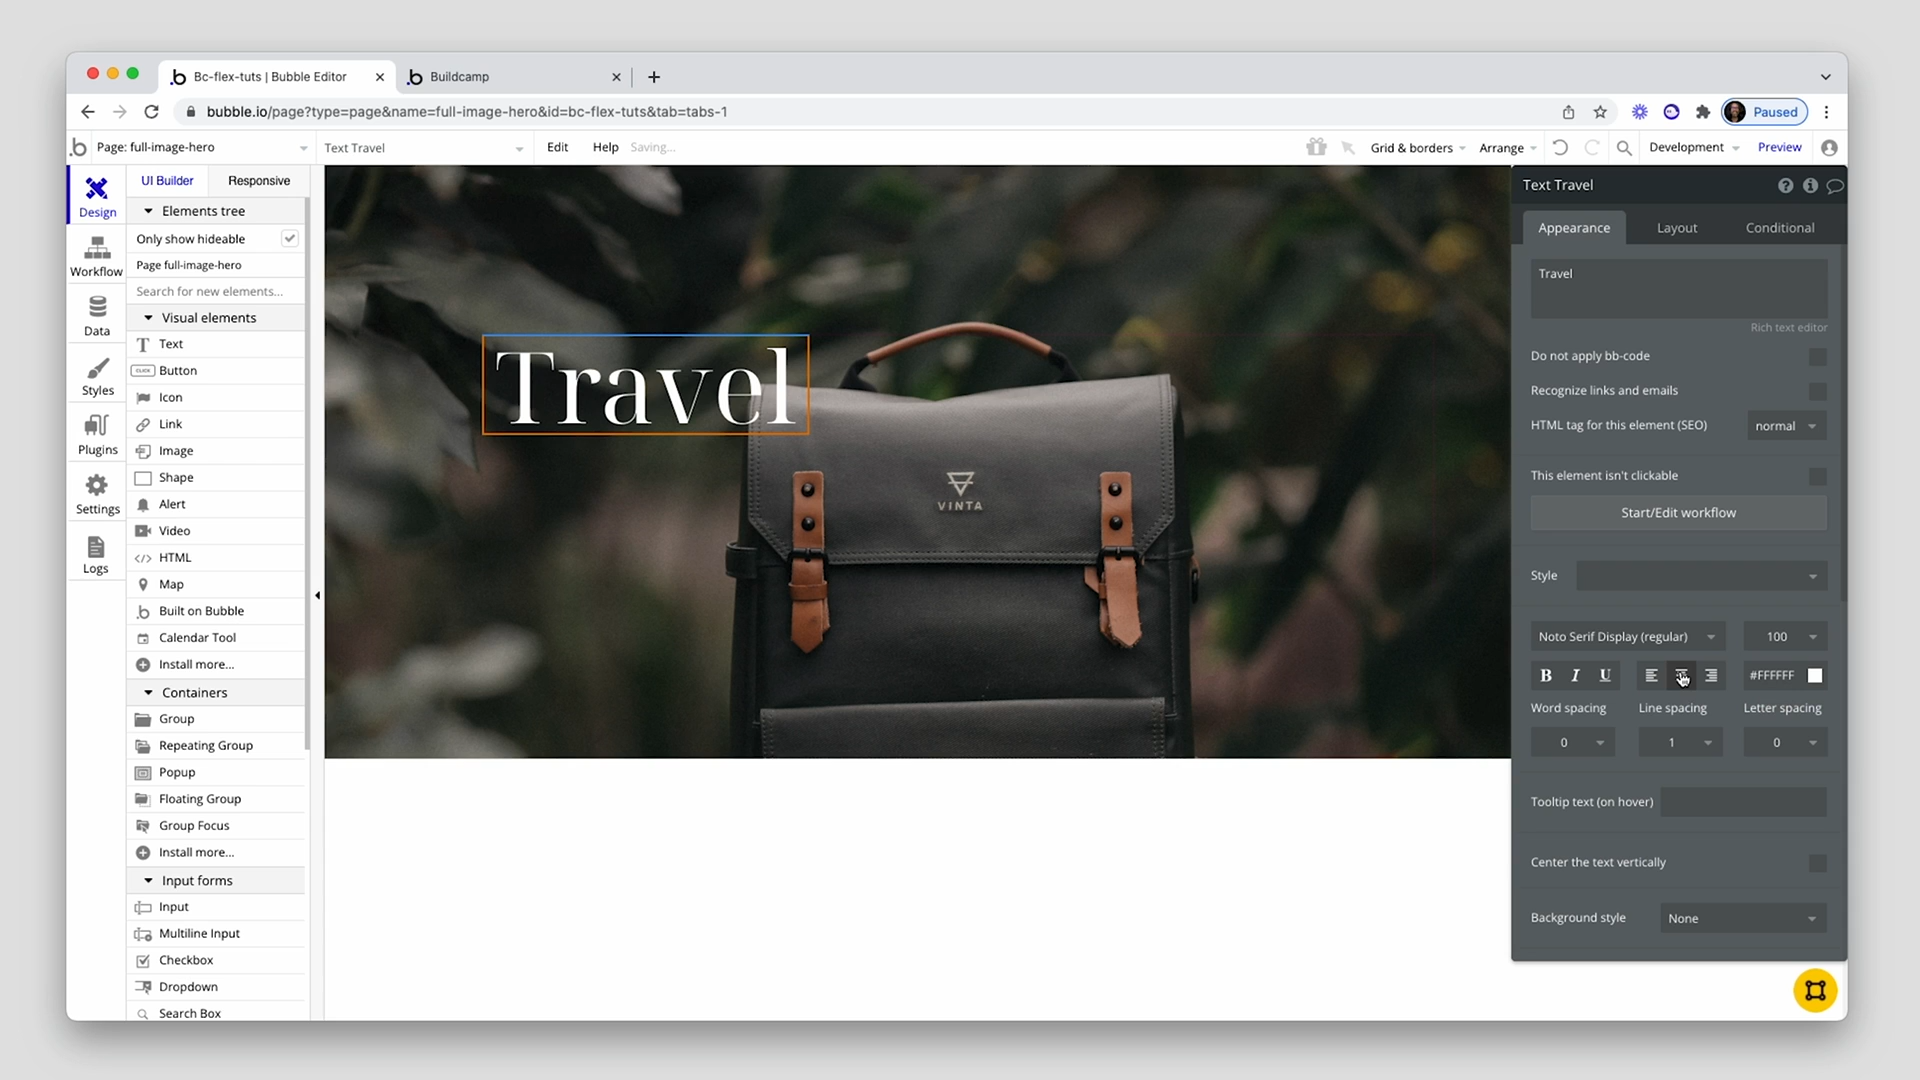 Bc-flex-tuts | Bubble Editor
Buildcamp
bubble.io/page?type=page&name=full-image-hero&id=bc-flex-tuts&tab=tabs-1
Paused
Page: full-image-hero
Text Travel
Edit
Help
Saving...
Grid & borders
Arrange
Development
Preview
Design
Workflow
Data
Styles
Plugins
Settings
Logs
UI Builder
Responsive
Elements tree
Only show hideable
Page full-image-hero
Search for new elements...
Visual elements
Text
CLICK
Button
Icon
Link
Image
Shape
Alert
Video
HTML
Map
Built on Bubble
Calendar Tool
Install more...
Containers
Group
Repeating Group
Popup
Floating Group
Group Focus
Install more...
Input forms
Input
Multiline Input
Checkbox
Dropdown
Search Box
Travel
VINTA
Text Travel
Appearance
Layout
Conditional
Travel
Rich text editor
Do not apply bb-code
Recognize links and emails
HTML tag for this element (SEO)
normal
This element isn't clickable
Start/Edit workflow
Style
Noto Serif Display (regular)
100
B I U
#FFFFFF
Word spacing
Line spacing
Letter spacing
0
1
0
Tooltip text (on hover)
Center the text vertically
Background style
None